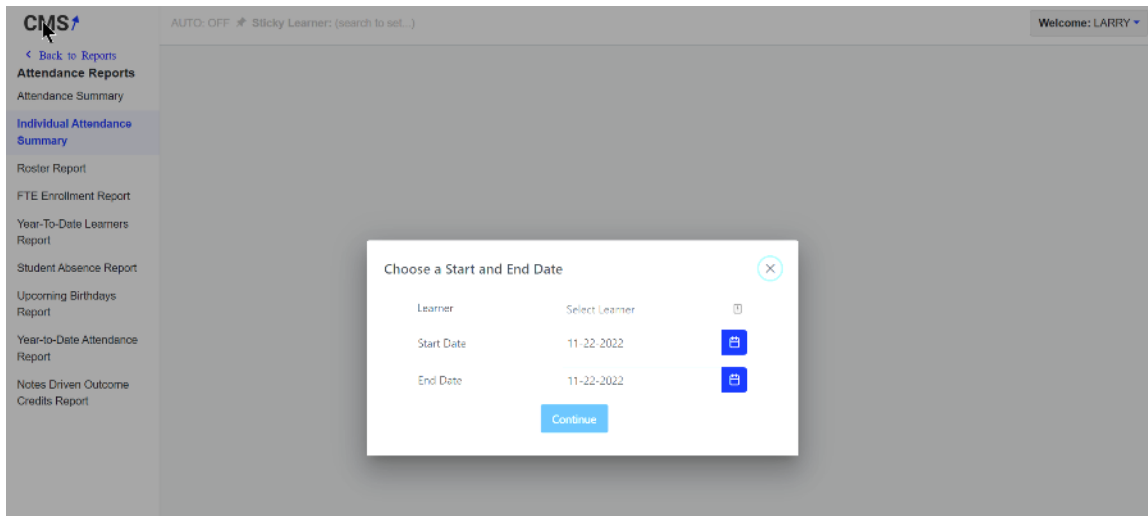 CMS
AUTO: OFF Sticky Learner: (search to set...)
Welcome: LARRY
Back to Reports
Attendance Reports
Attendance Summary
Individual Attendance
Summary
Roster Report
FTE Enrollment Report
Year-To-Date Learners
Report
Student Absence Report
Upcoming Birthdays
Report
Year-to-Date Attendance
Report
Notes Driven Outcome
Credits Report
Choose a Start and End Date
Learner Select Learner
Start Date 11-22-2022
End Date 11-22-2022
Continue